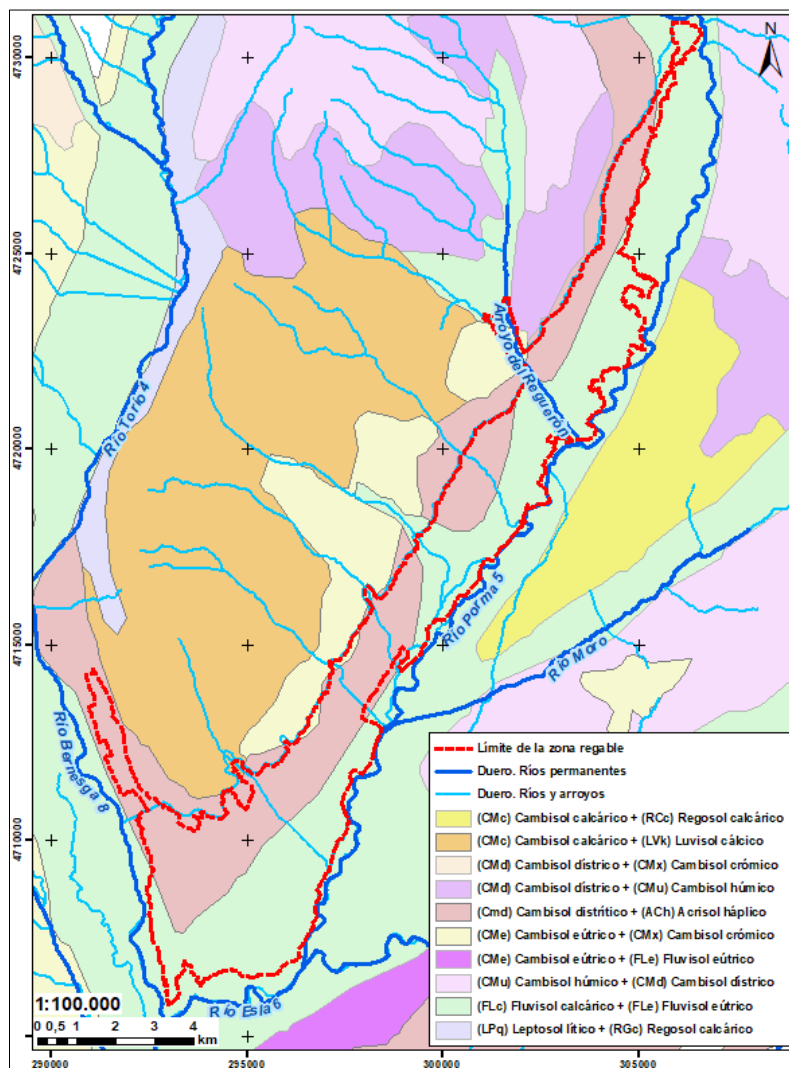 N
4730000
4725000
4720000
4715000
4710000
Río Torío 4
Arroyo del Reguerón
Río Porma 5
Río Moro
Río Bernesga 8
Río Esla 6
Límite de la zona regable
Duero. Ríos permanentes
Duero. Ríos y arroyos
(CMc) Cambisol calcárico + (RCc) Regosol calcárico
(CMc) Cambisol calcárico + (LVk) Luvisol cálcico
(CMd) Cambisol dístrico + (CMx) Cambisol crómico
(CMd) Cambisol dístrico + (CMu) Cambisol húmico
(Cmd) Cambisol distrítico + (ACh) Acrisol háplico
(CMe) Cambisol eútrico + (CMx) Cambisol crómico
(CMe) Cambisol eútrico + (FLe) Fluvisol eútrico
(CMu) Cambisol húmico + (CMd) Cambisol dístrico
(FLc) Fluvisol calcárico + (FLe) Fluvisol eútrico
(LPq) Leptosol lítico + (RGc) Regosol calcárico
1:100.000
0 0,5 1 2 3 4
km
290000 295000 300000 305000